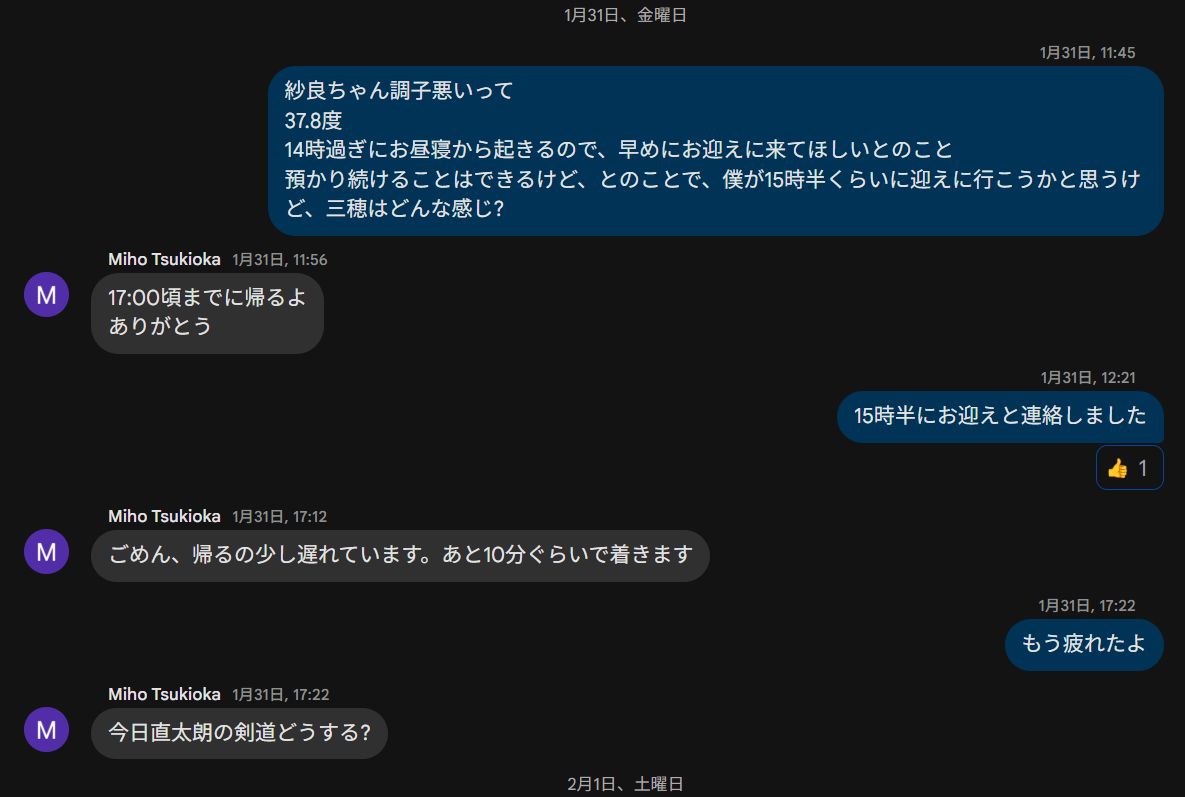 1月31日、金曜日
1月31日, 11:45
紗良ちゃん調子悪いって
37.8度
14時過ぎにお昼寝から起きるので、早めにお迎えに来てほしいとのこと
預かり続けることはできるけど、とのことで、僕が15時半くらいに迎えに行こうかと思うけ
ど、三穂はどんな感じ?
Miho Tsukioka 1月31日, 11:56
M
17:00頃までに帰るよ
ありがとう
1月31日, 12:21
15時半にお迎えと連絡しました
👍 1
Miho Tsukioka 1月31日, 17:12
M
ごめん、帰るの少し遅れています。あと10分ぐらいで着きます
1月31日, 17:22
もう疲れたよ
Miho Tsukioka 1月31日, 17:22
M
今日直太朗の剣道どうする?
2月1日、土曜日